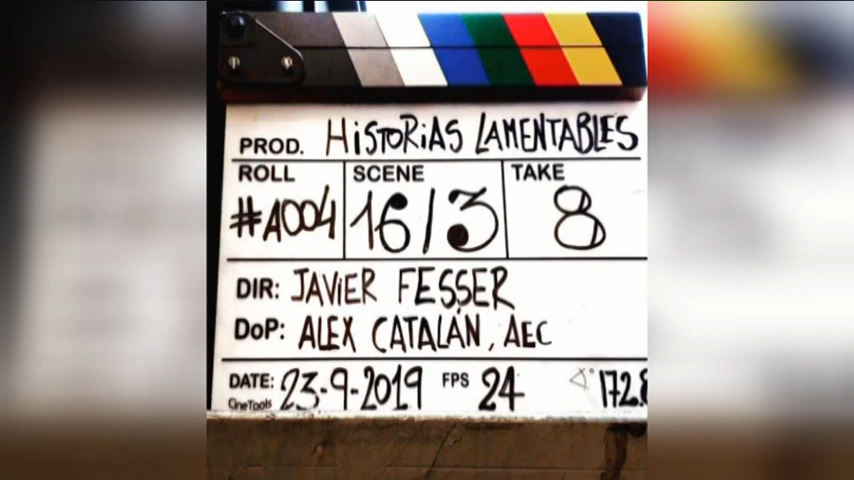 PROD. HISTORIAS LAMENTABLES
ROLL SCENE TAKE
#A004 16/3 8
DIR: JAVIER FESSER
DoP: ALEX CATALÁN, AEC
DATE: 23-9-2019 FPS 24 172.8
CineTools